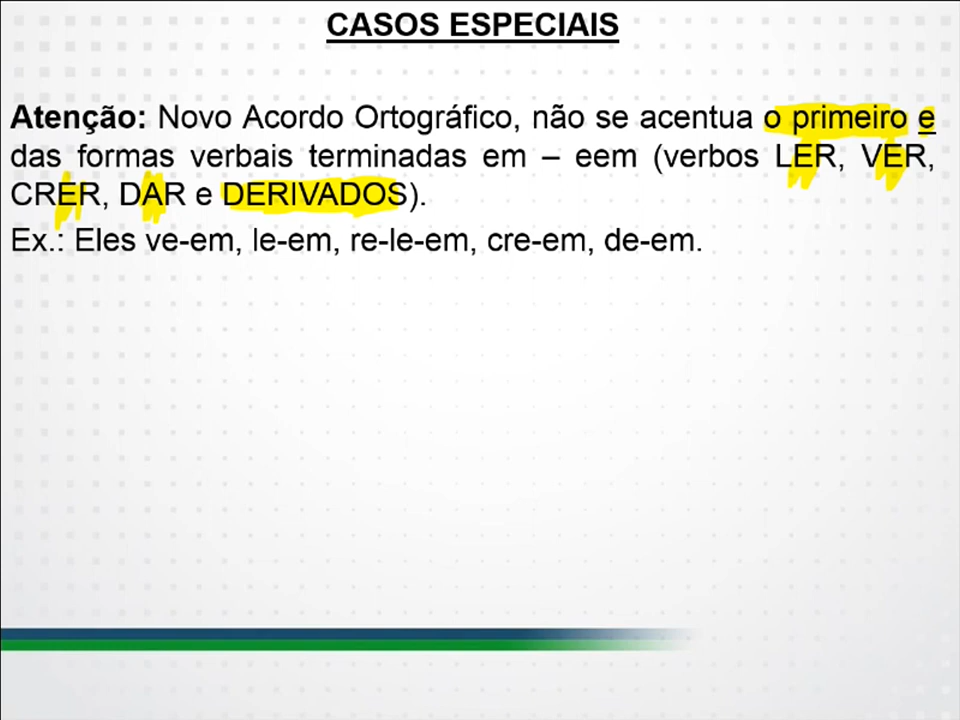 CASOS ESPECIAIS
Atenção: Novo Acordo Ortográfico, não se acentua o primeiro e
das formas verbais terminadas em – eem (verbos LER, VER,
CRER, DAR e DERIVADOS).
Ex.: Eles ve-em, le-em, re-le-em, cre-em, de-em.